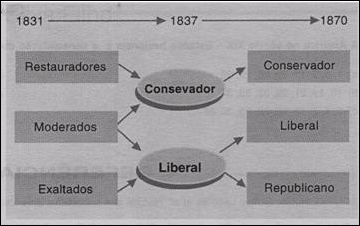 1831 1837 1870
Restauradores
Consevador
Conservador
Moderados
Liberal
Exaltados
Liberal
Republicano